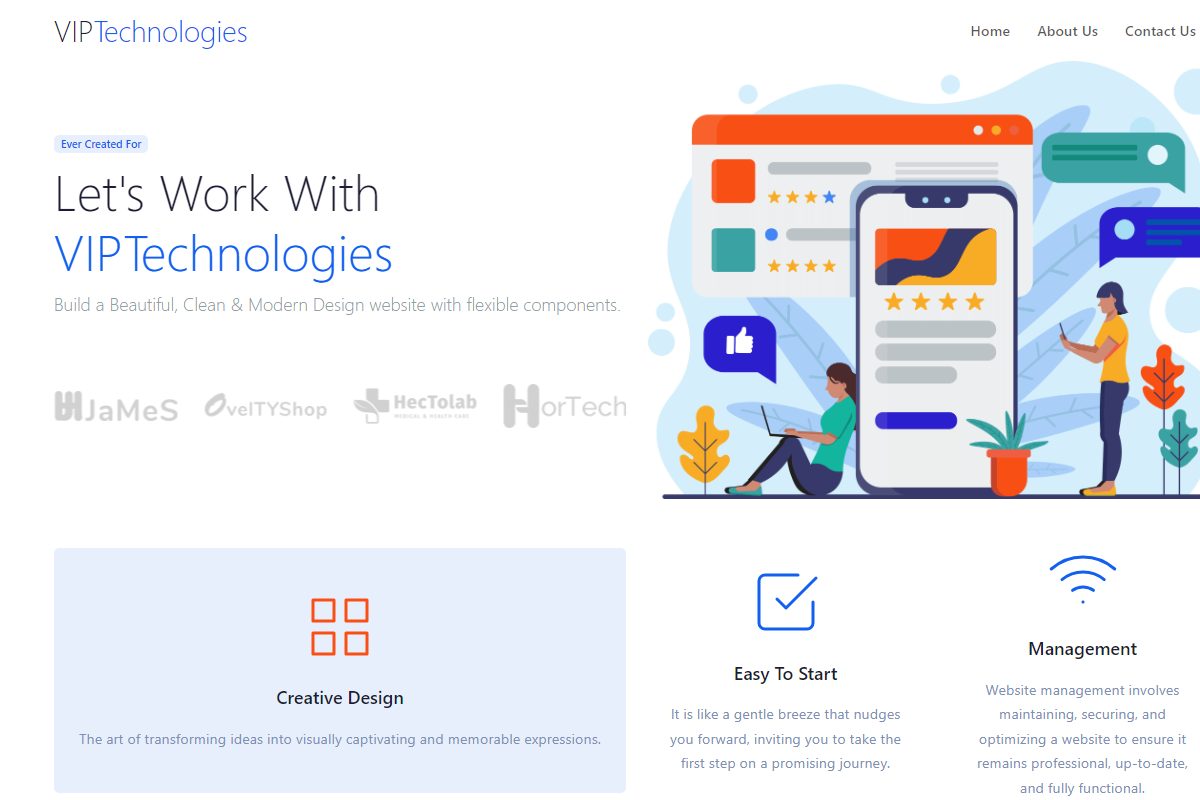 VIPTechnologies
Home About Us Contact Us
Ever Created For
Let's Work With
VIPTechnologies
Build a Beautiful, Clean & Modern Design website with flexible components.
JaMeS
OvelTYShop
HecTolab
MEDICAL & HEALTH CARE
HorTech
Creative Design
The art of transforming ideas into visually captivating and memorable expressions.
Easy To Start
It is like a gentle breeze that nudges
you forward, inviting you to take the
first step on a promising journey.
Management
Website management involves
maintaining, securing, and
optimizing a website to ensure it
remains professional, up-to-date,
and fully functional.